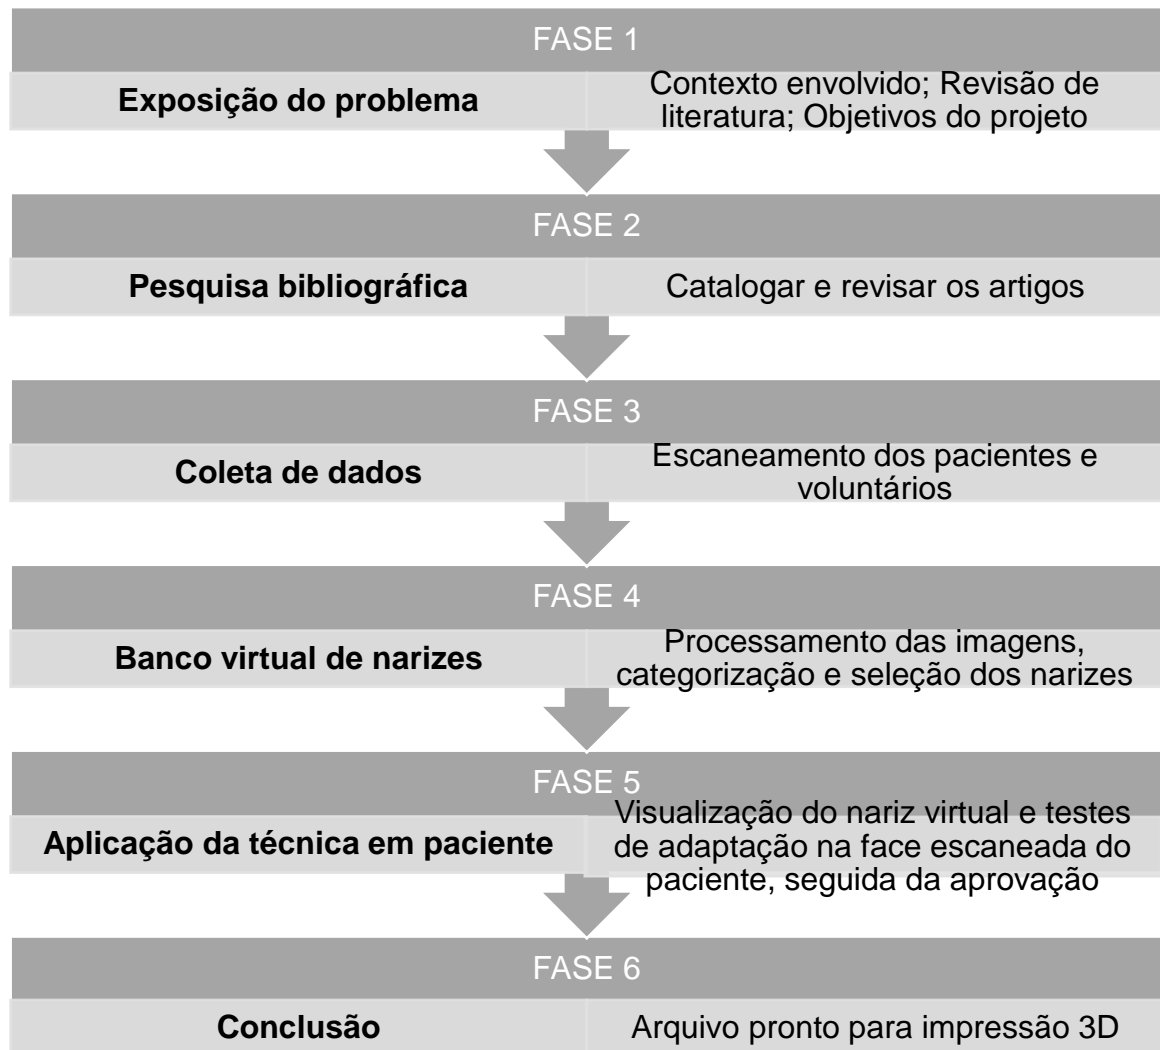 FASE 1
Exposição do problema
Contexto envolvido; Revisão de
literatura; Objetivos do projeto
FASE 2
Pesquisa bibliográfica
Catalogar e revisar os artigos
FASE 3
Coleta de dados
Escaneamento dos pacientes e
voluntários
FASE 4
Banco virtual de narizes
Processamento das imagens,
categorização e seleção dos narizes
FASE 5
Aplicação da técnica em paciente
Visualização do nariz virtual e testes
de adaptação na face escaneada do
paciente, seguida da aprovação
FASE 6
Conclusão
Arquivo pronto para impressão 3D